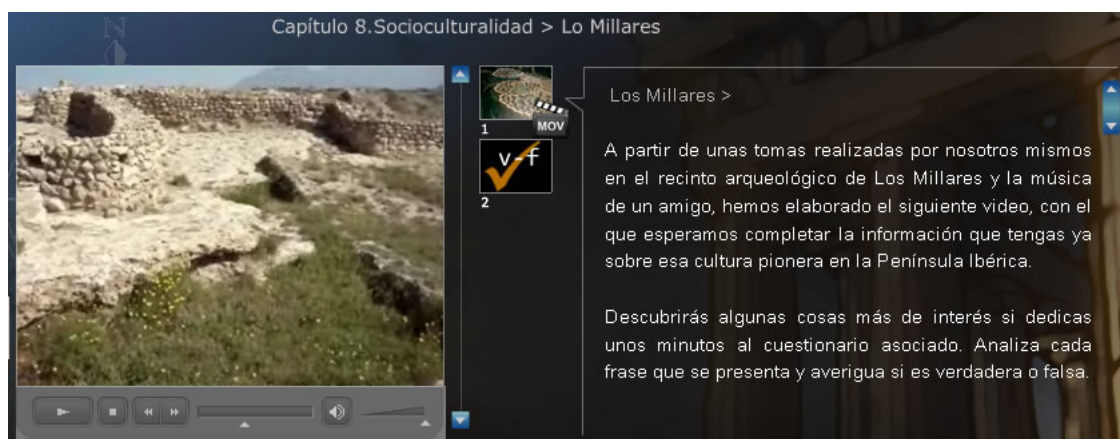 N
Capítulo 8.Socioculturalidad > Lo Millares
1
MOV
v-f
2
Los Millares >
A partir de unas tomas realizadas por nosotros mismos
en el recinto arqueológico de Los Millares y la música
de un amigo, hemos elaborado el siguiente video, con el
que esperamos completar la información que tengas ya
sobre esa cultura pionera en la Península Ibérica.
Descubrirás algunas cosas más de interés si dedicas
unos minutos al cuestionario asociado. Analiza cada
frase que se presenta y averigua si es verdadera o falsa.